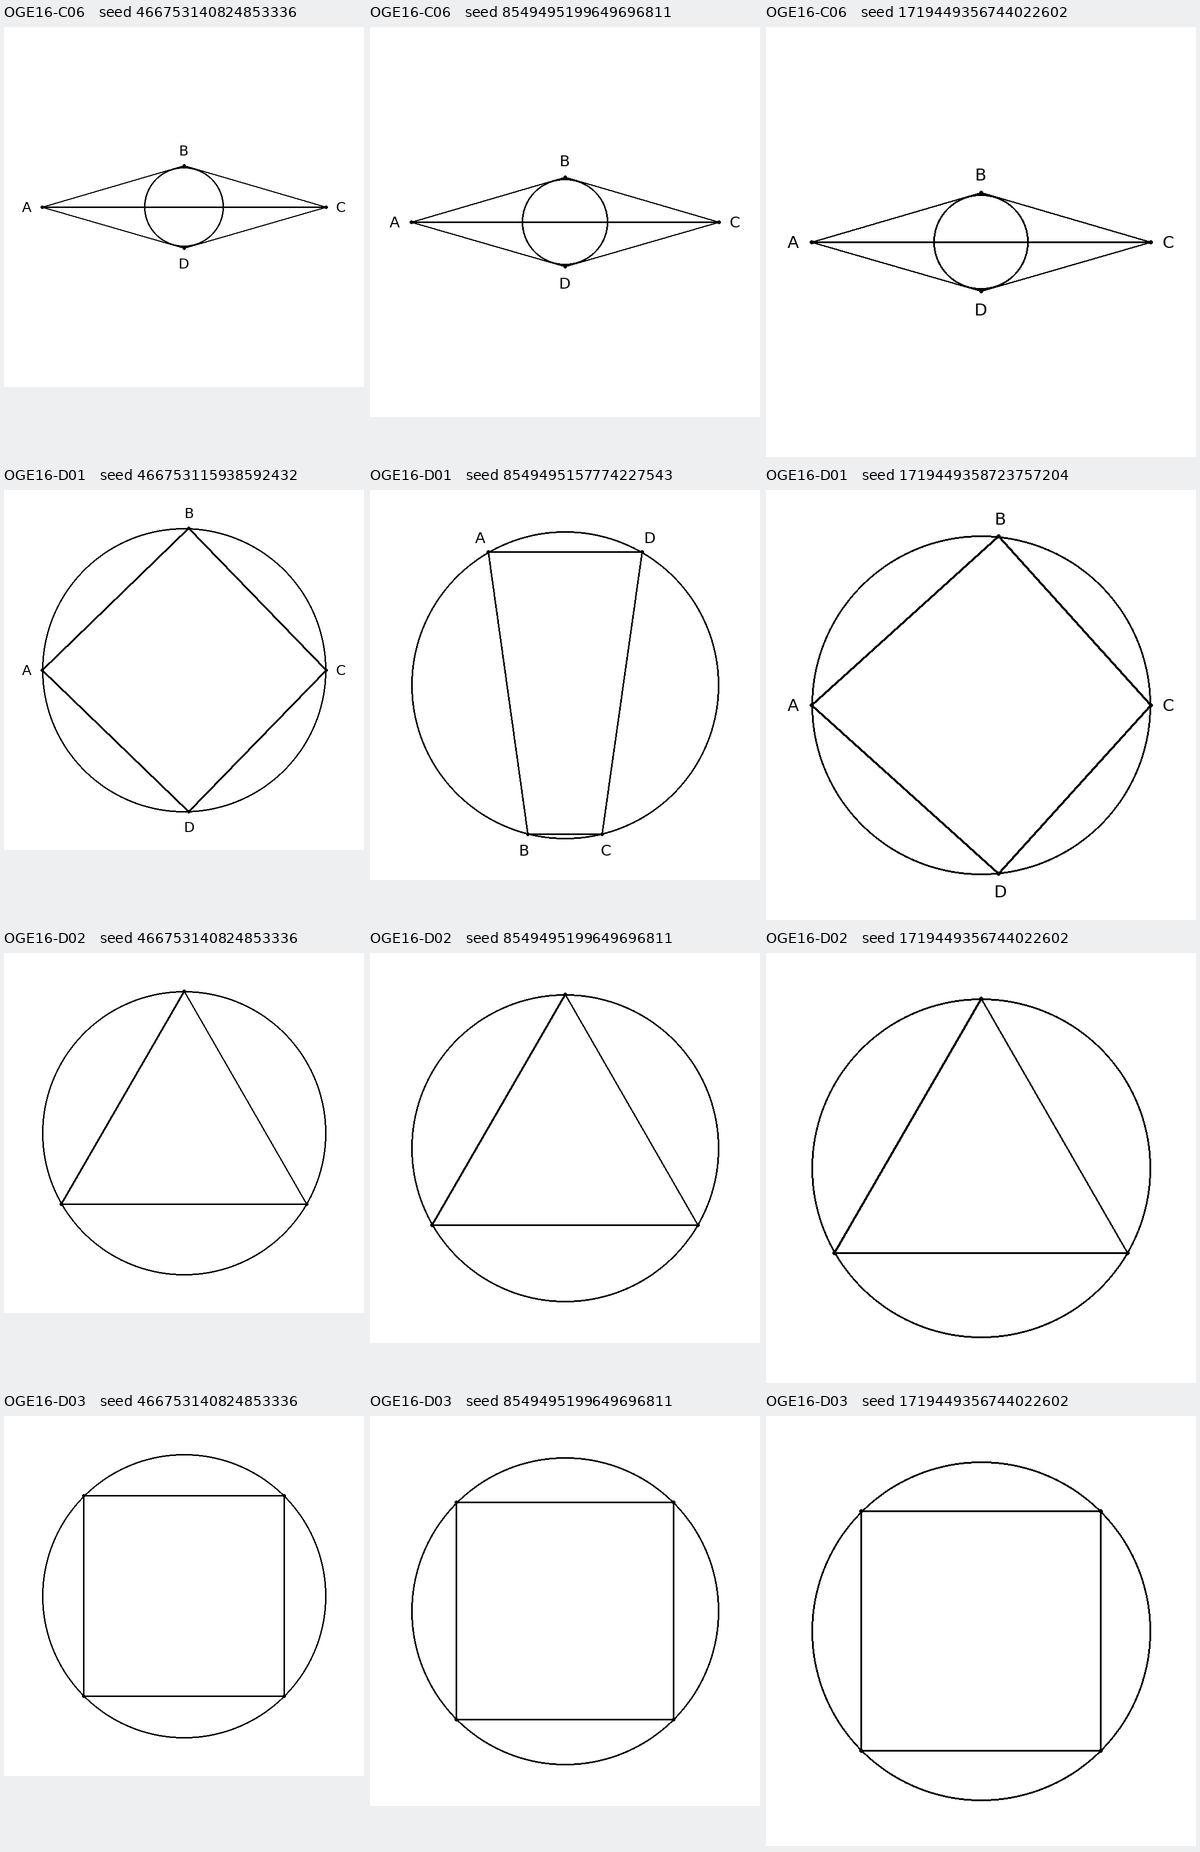 OGE16-C06 seed 466753140824853336
OGE16-C06 seed 8549495199649696811
OGE16-C06 seed 1719449356744022602
B
A C
D
B
A C
D
B
A C
D
OGE16-D01 seed 466753115938592432
OGE16-D01 seed 8549495157774227543
OGE16-D01 seed 1719449358723757204
B
A C
D
A D
B C
B
A C
D
OGE16-D02 seed 466753140824853336
OGE16-D02 seed 8549495199649696811
OGE16-D02 seed 1719449356744022602
OGE16-D03 seed 466753140824853336
OGE16-D03 seed 8549495199649696811
OGE16-D03 seed 1719449356744022602